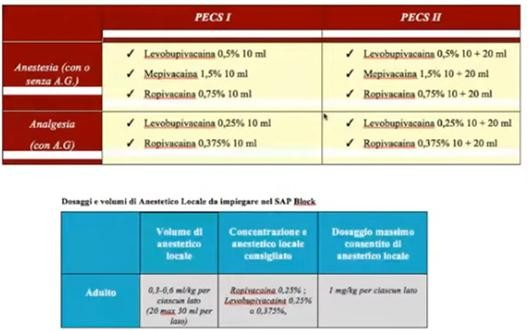 PECS I PECS II
Anestesia (con o
senza A.G.)
✓ Levobupivacaina 0,5% 10 ml
✓ Mepivacaina 1,5% 10 ml
✓ Ropivacaina 0,75% 10 ml
✓ Levobupivacaina 0,5% 10 + 20 ml
✓ Mepivacaina 1,5% 10 + 20 ml
✓ Ropivacaina 0,75% 10 + 20 ml
Analgesia
(con A.G)
✓ Levobupivacaina 0,25% 10 ml
✓ Ropivacaina 0,375% 10 ml
✓ Levobupivacaina 0,25% 10 + 20 ml
✓ Ropivacaina 0,375% 10 + 20 ml
Dosaggi e volumi di Anestetico Locale da impiegare nel SAP Block
Volume di
anestetico
locale
Concentrazione e
anestetico locale
consigliato
Dosaggio massimo
consentito di
anestetico locale
Adulto
0,3-0,6 ml/kg per
ciascun lato
(20 max 30 ml per
lato)
Ropivacaina 0,25% ;
Levobupivacaina 0,25%
o 0,375%,
1 mg/kg per ciascun lato